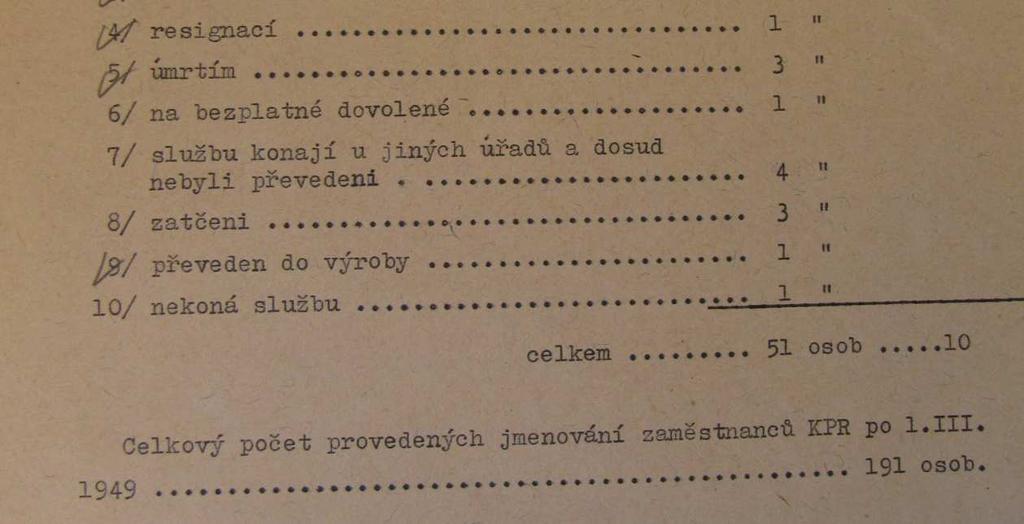 4/ resignací ................................. 1 "
5/ úmrtím .................................... 3 "
6/ na bezplatné dovolené ..................... 1 "
7/ službu konají u jiných úřadů a dosud
nebyli převedeni . ........................ 4 "
8/ zatčeni ................................... 3 "
9/ převeden do výroby ........................ 1 "
10/ nekoná službu ............................. 1 "
celkem ......... 51 osob .....10
Celkový počet provedených jmenování zaměstnanců KPR po 1.III.
1949 .................................................... 191 osob.